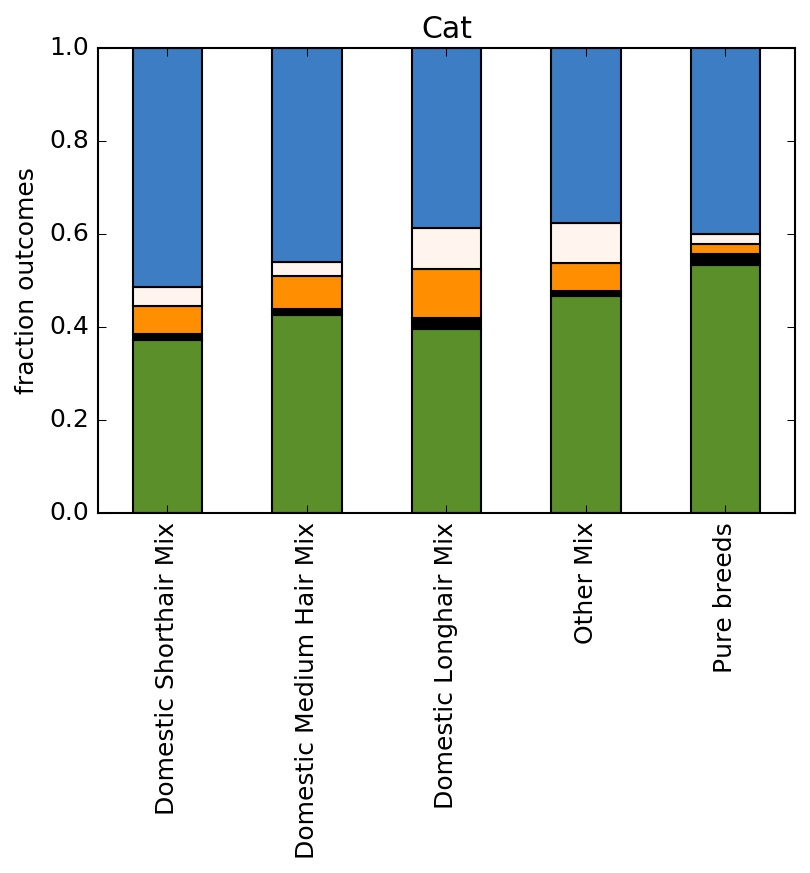 Cat
1.0
0.8
0.6
0.4
0.2
0.0
fraction outcomes
Domestic Shorthair Mix
Domestic Medium Hair Mix
Domestic Longhair Mix
Other Mix
Pure breeds